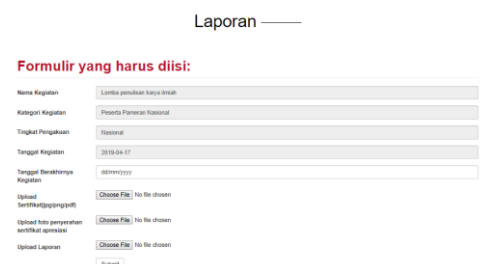 Laporan ———
Formulir yang harus diisi:
Nama Kegiatan Lomba penulisan karya ilmiah
Kategori Kegiatan Peserta Pameran Nasional
Tingkat Pengakuan Nasional
Tanggal Kegiatan 2019-04-17
Tanggal Berakhirnya
Kegiatan dd/mm/yyyy
Upload
Sertifikat(jpg/png/pdf) Choose File No file chosen
Upload foto penyerahan
sertifikat apresiasi Choose File No file chosen
Upload Laporan Choose File No file chosen
Submit